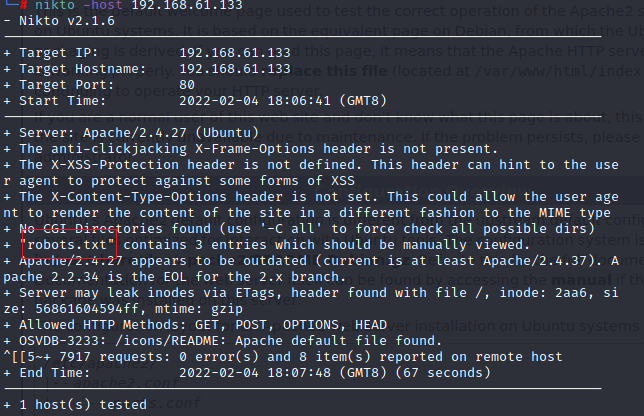 # nikto -host 192.168.61.133
- Nikto v2.1.6
+ Target IP: 192.168.61.133
+ Target Hostname: 192.168.61.133
+ Target Port: 80
+ Start Time: 2022-02-04 18:06:41 (GMT8)
+ Server: Apache/2.4.27 (Ubuntu)
+ The anti-clickjacking X-Frame-Options header is not present.
+ The X-XSS-Protection header is not defined. This header can hint to the use
r agent to protect against some forms of XSS
+ The X-Content-Type-Options header is not set. This could allow the user age
nt to render the content of the site in a different fashion to the MIME type
+ No CGI Directories found (use '-C all' to force check all possible dirs)
+ "robots.txt" contains 3 entries which should be manually viewed.
+ Apache/2.4.27 appears to be outdated (current is at least Apache/2.4.37). A
pache 2.2.34 is the EOL for the 2.x branch.
+ Server may leak inodes via ETags, header found with file /, inode: 2aa6, si
ze: 56861604594ff, mtime: gzip
+ Allowed HTTP Methods: GET, POST, OPTIONS, HEAD
+ OSVDB-3233: /icons/README: Apache default file found.
^[[5~+ 7917 requests: 0 error(s) and 8 item(s) reported on remote host
+ End Time: 2022-02-04 18:07:48 (GMT8) (67 seconds)
+ 1 host(s) tested